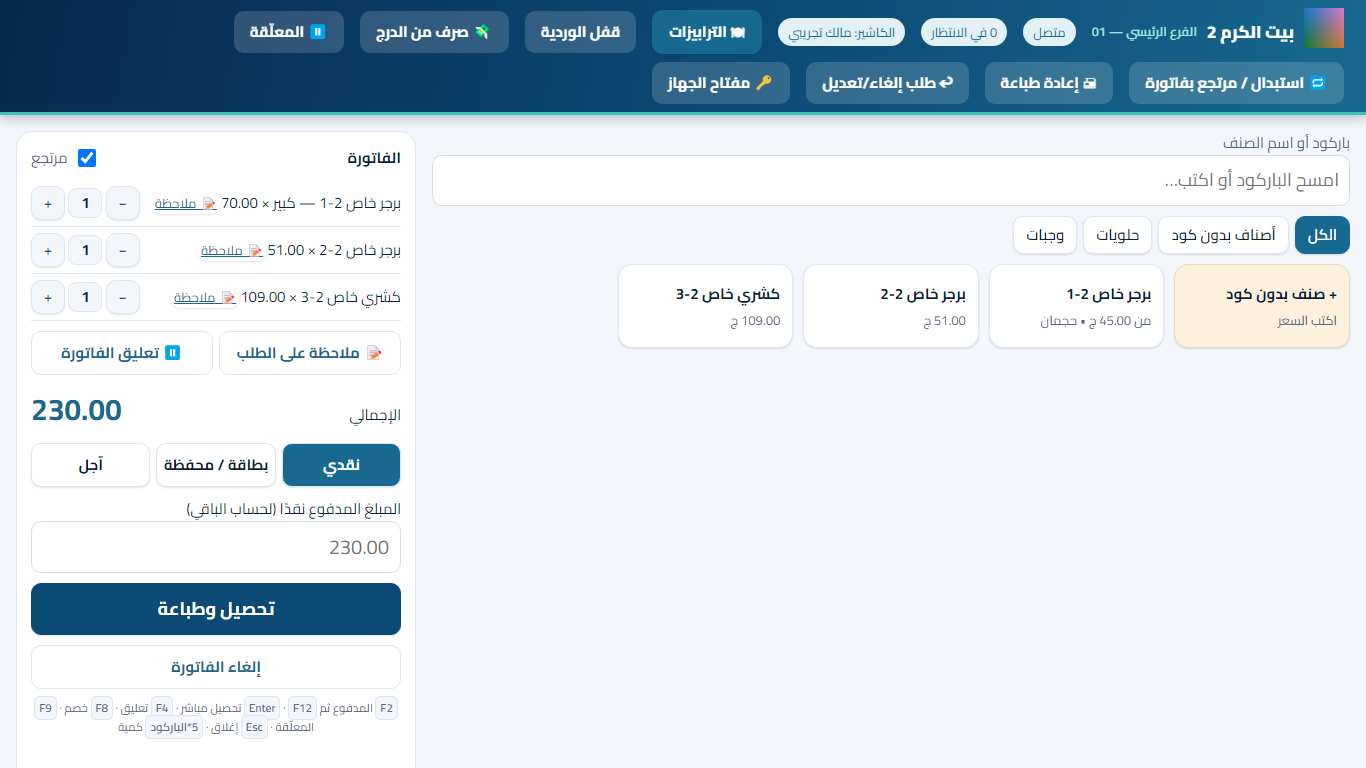 بيت الكرم 2
الفرع الرئيسي — 01
متصل
0 في الانتظار
الكاشير: مالك تجريبي
🍽 الترابيزات
قفل الوردية
💸 صرف من الدرج
⏸ المعلّقة
🔁 استبدال / مرتجع بفاتورة
🖨 إعادة طباعة
↩ طلب إلغاء/تعديل
🔑 مفتاح الجهاز
باركود أو اسم الصنف
امسح الباركود أو اكتب...
الكل
أصناف بدون كود
حلويات
وجبات
+ صنف بدون كود
اكتب السعر
برجر خاص 2-1
من 45.00 ج • حجمان
برجر خاص 2-2
51.00 ج
كشري خاص 2-3
109.00 ج
الفاتورة
مرتجع
برجر خاص 2-1 — كبير × 70.00 📝 ملاحظة − 1 +
برجر خاص 2-2 × 51.00 📝 ملاحظة − 1 +
كشري خاص 2-3 × 109.00 📝 ملاحظة − 1 +
📝 ملاحظة على الطلب
⏸ تعليق الفاتورة
الإجمالي
230.00
نقدي
بطاقة / محفظة
آجل
المبلغ المدفوع نقدًا (لحساب الباقي)
230.00
تحصيل وطباعة
إلغاء الفاتورة
F2 المدفوع ثم F12 · Enter تحصيل مباشر · F4 تعليق · F8 خصم · F9
المعلّقة · Esc إغلاق · 5*الباركود كمية